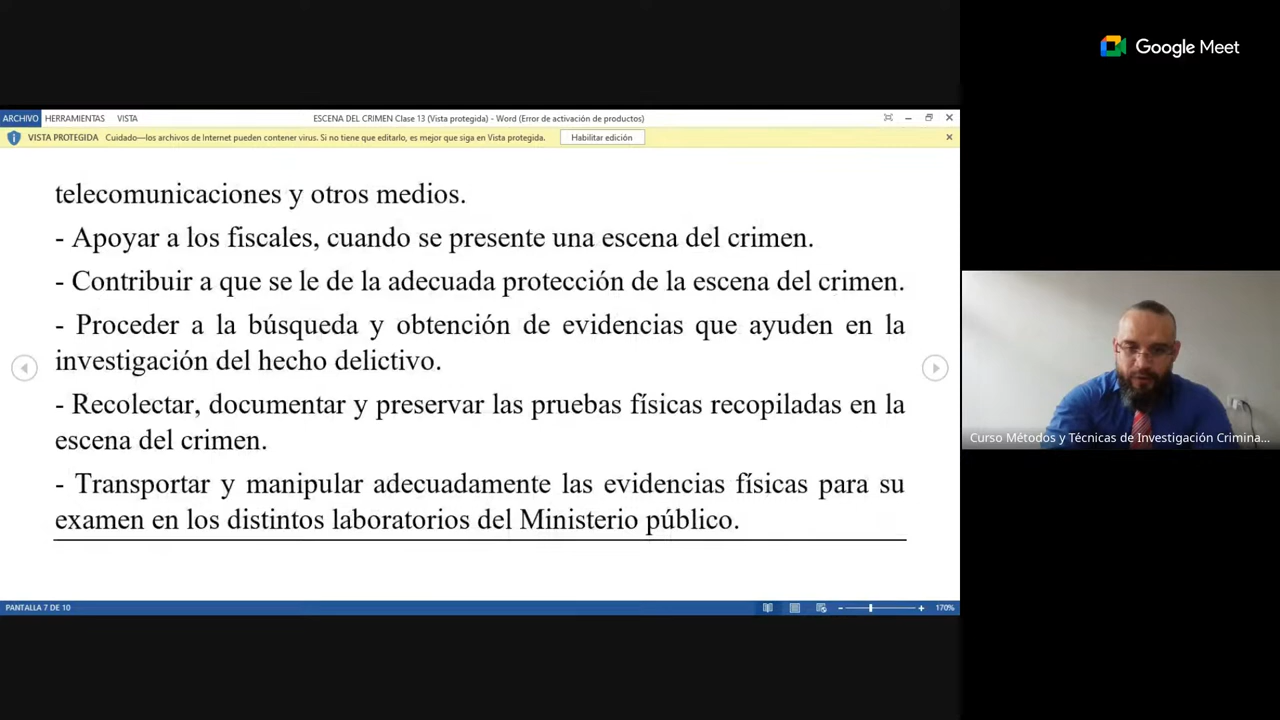 Google Meet
ARCHIVO HERRAMIENTAS VISTA ESCENA DEL CRIMEN Clase 13 (Vista protegida) - Word (Error de activación de productos)
VISTA PROTEGIDA Cuidado—los archivos de Internet pueden contener virus. Si no tiene que editarlo, es mejor que siga en Vista protegida. Habilitar edición
telecomunicaciones y otros medios.
- Apoyar a los fiscales, cuando se presente una escena del crimen.
- Contribuir a que se le de la adecuada protección de la escena del crimen.
- Proceder a la búsqueda y obtención de evidencias que ayuden en la
investigación del hecho delictivo.
- Recolectar, documentar y preservar las pruebas físicas recopiladas en la
escena del crimen.
- Transportar y manipular adecuadamente las evidencias físicas para su
examen en los distintos laboratorios del Ministerio público.
Curso Métodos y Técnicas de Investigación Crimina...
PANTALLA 7 DE 10 170%